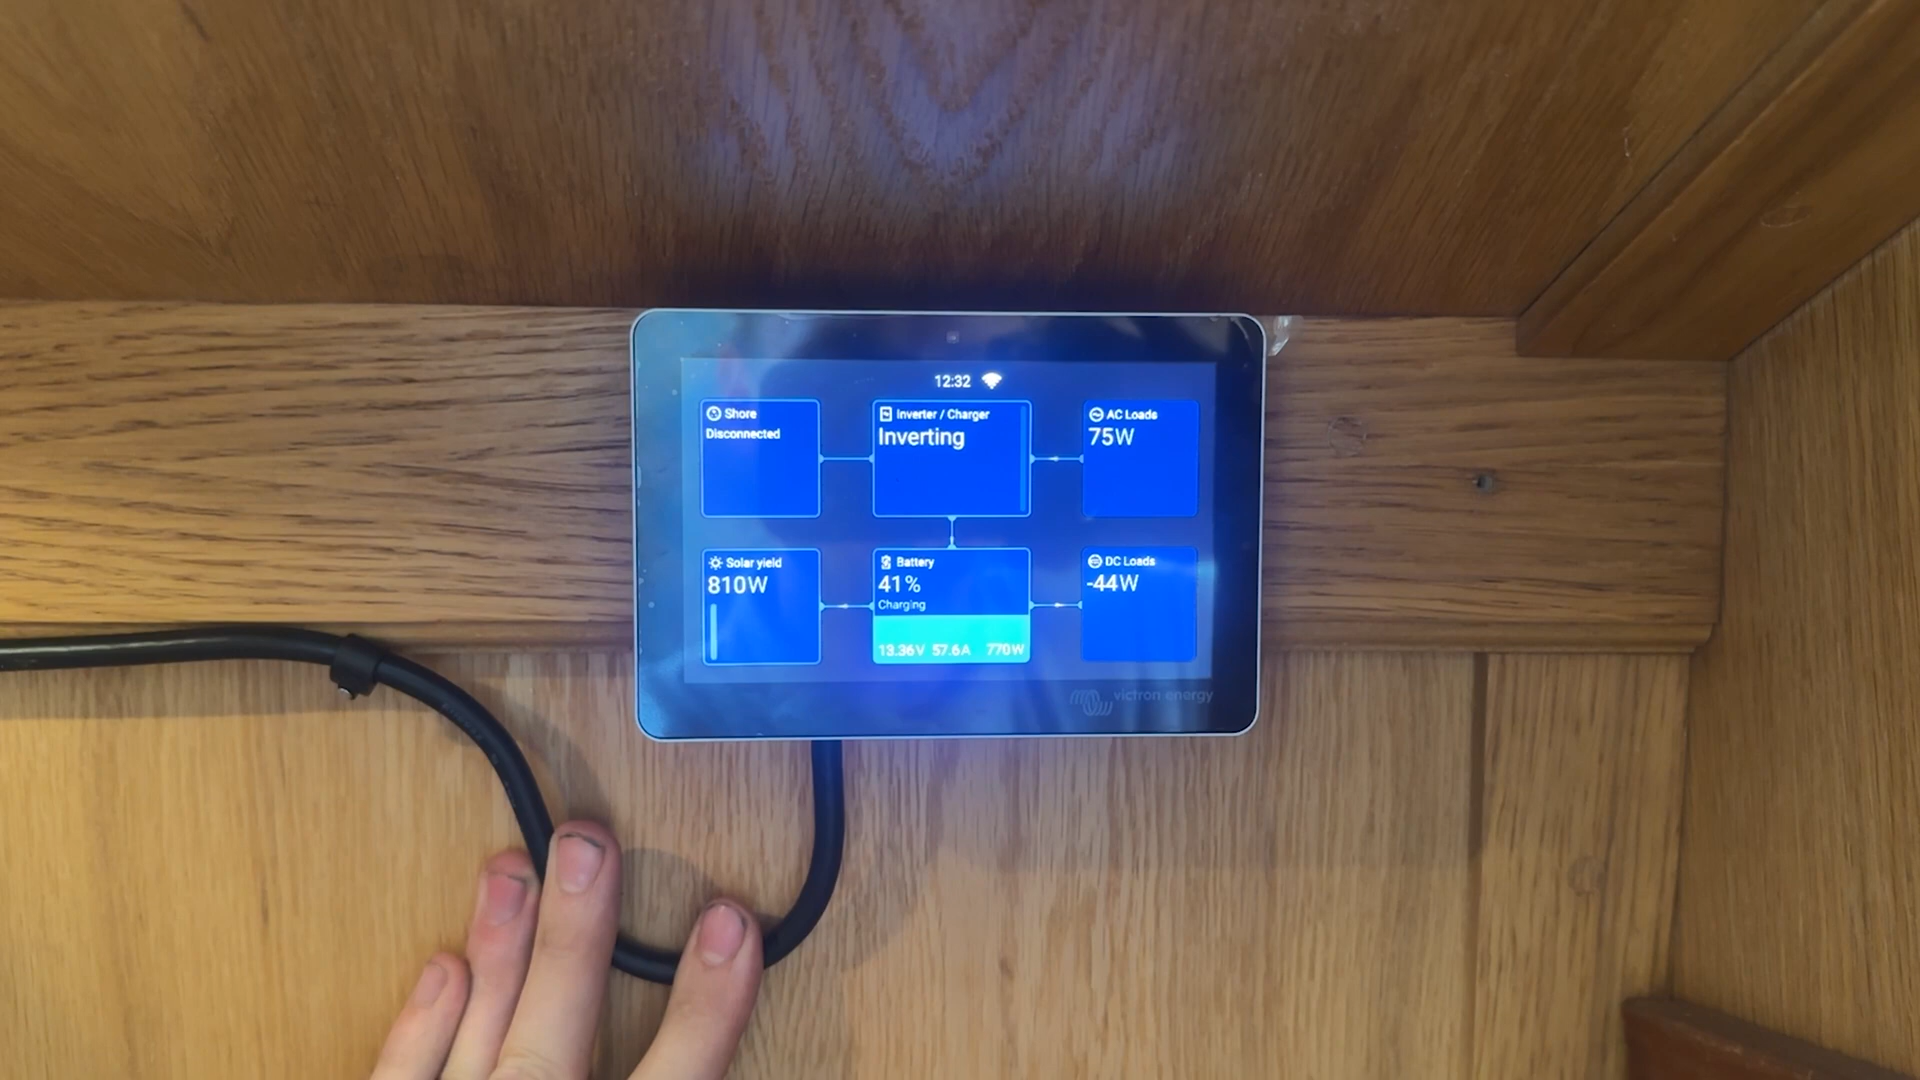 12:32
Shore
Disconnected
Inverter / Charger
Inverting
AC Loads
75W
Solar yield
810W
Battery
41%
Charging
13.36V 57.6A 770W
DC Loads
-44W
victron energy